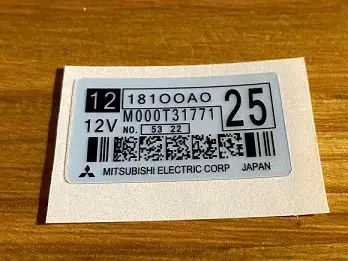 12 18100A0 25
12V M000T31771
NO. 53 22
MITSUBISHI ELECTRIC CORP JAPAN